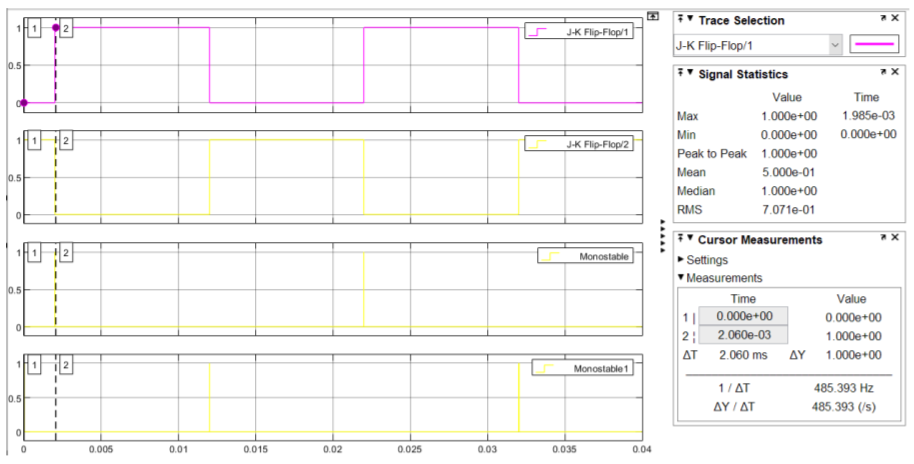 1
0.5
0
1
2
J-K Flip-Flop/1
1
0.5
0
1
2
J-K Flip-Flop/2
1
0.5
0
1
2
Monostable
1
0.5
0
1
2
Monostable1
0 0.005 0.01 0.015 0.02 0.025 0.03 0.035 0.04
Trace Selection
J-K Flip-Flop/1
Signal Statistics
Value Time
Max 1.000e+00 1.985e-03
Min 0.000e+00 0.000e+00
Peak to Peak 1.000e+00
Mean 5.000e-01
Median 1.000e+00
RMS 7.071e-01
Cursor Measurements
Settings
Measurements
Time Value
1 | 0.000e+00 0.000e+00
2 ¦ 2.060e-03 1.000e+00
ΔT 2.060 ms ΔY 1.000e+00
1 / ΔT 485.393 Hz
ΔY / ΔT 485.393 (/s)